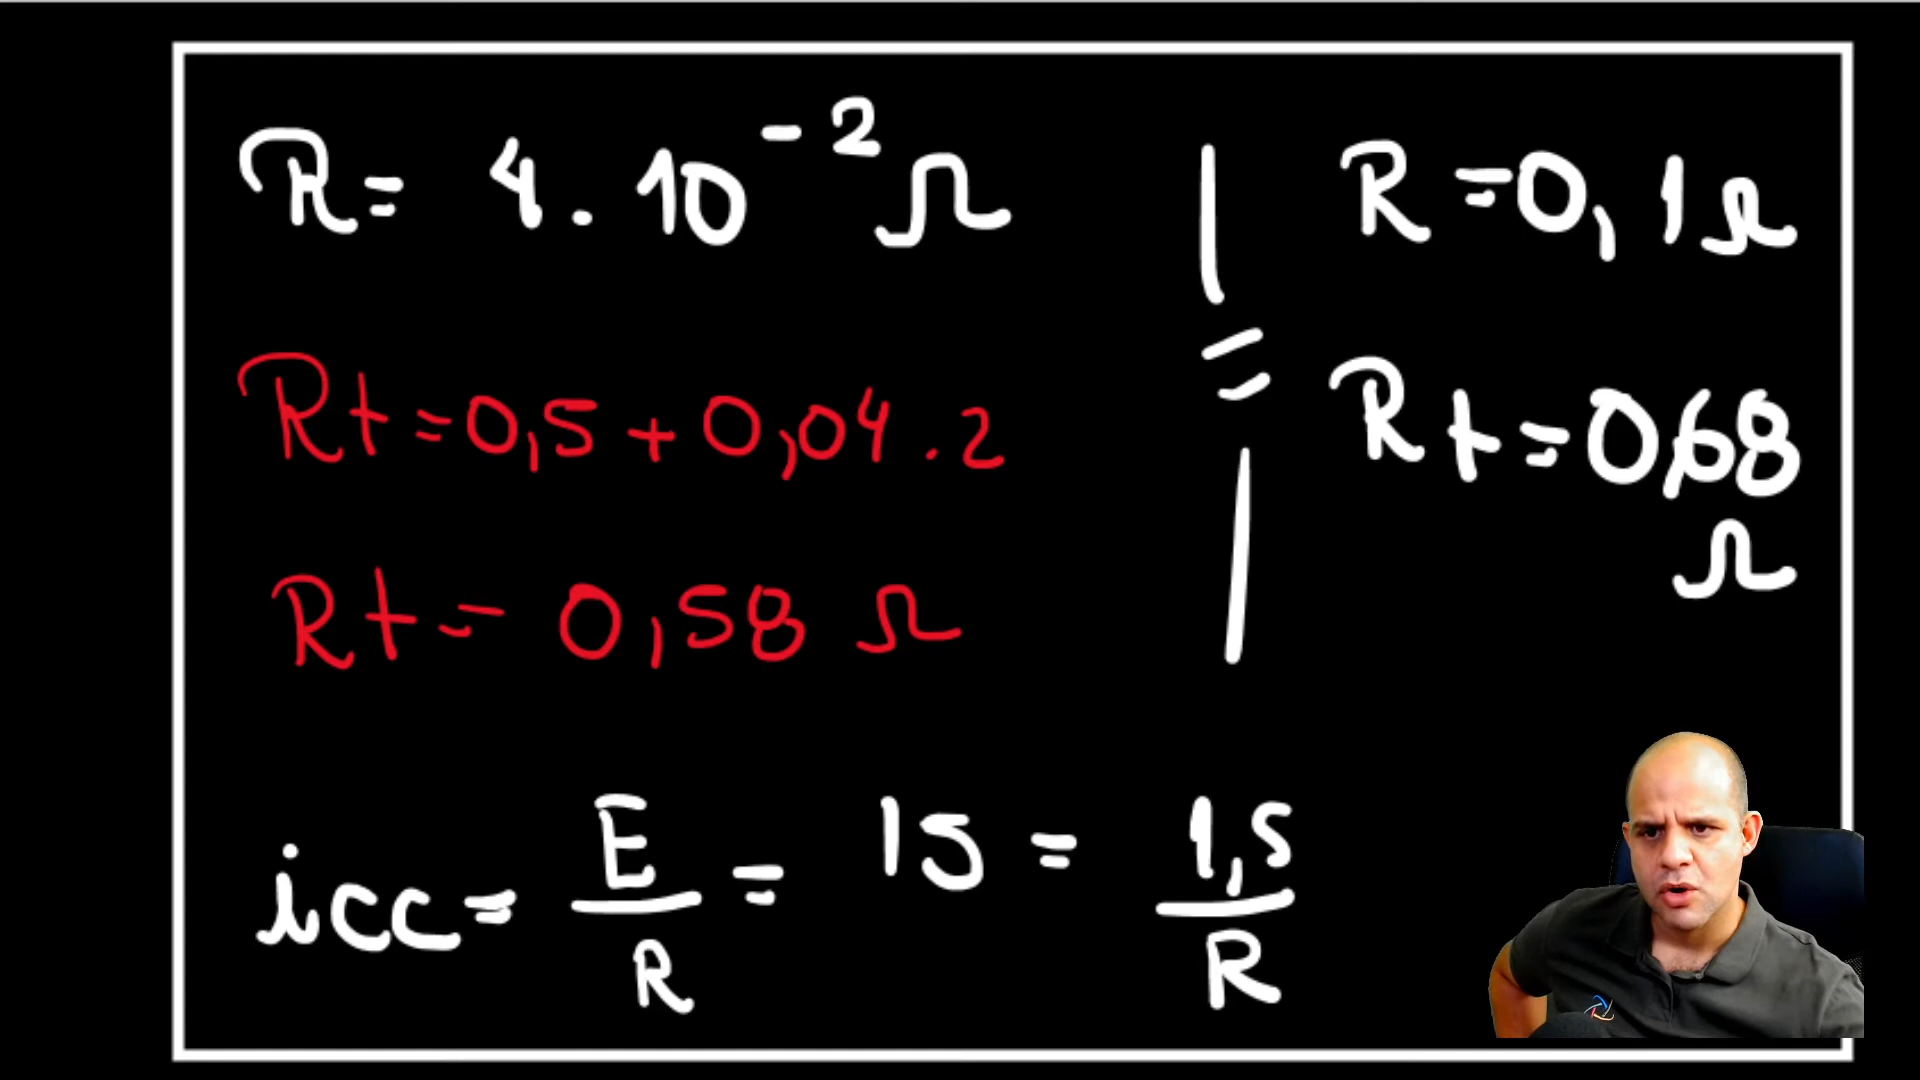 R= 4.10⁻²Ω
Rt=0,5+0,04.2
Rt= 0,58 Ω
=
R=0,1Ω
Rt=0,68
Ω
icc= E/R = 15 = 1,5/R